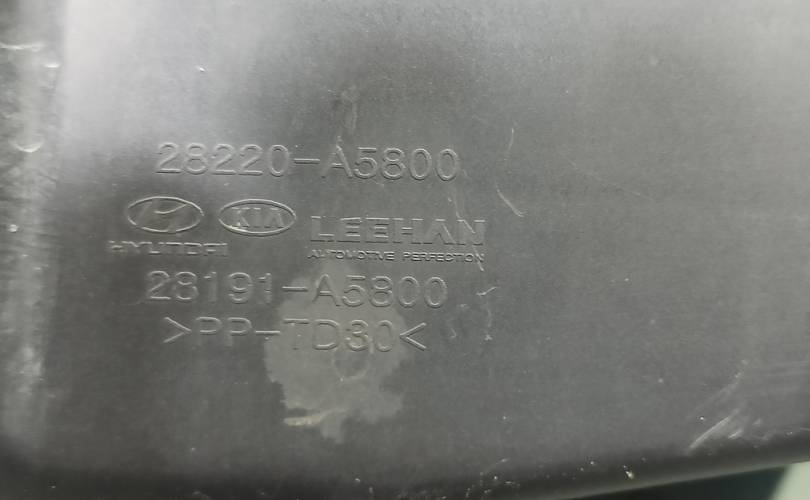 28220-A5800
HYUNDAI KIA LEEHAN
AUTOMOTIVE PERFECTION
28191-A5800
>PP-TD30<